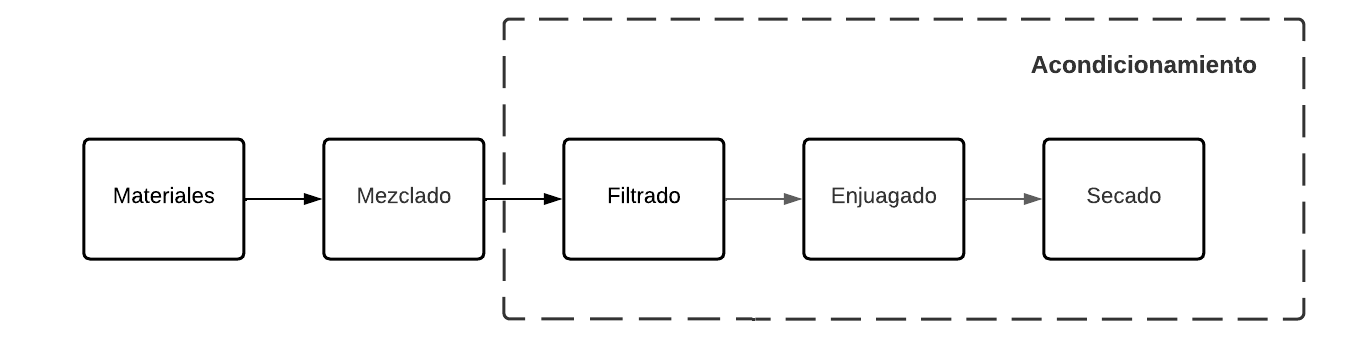 Acondicionamiento
Materiales
Mezclado
Filtrado
Enjuagado
Secado